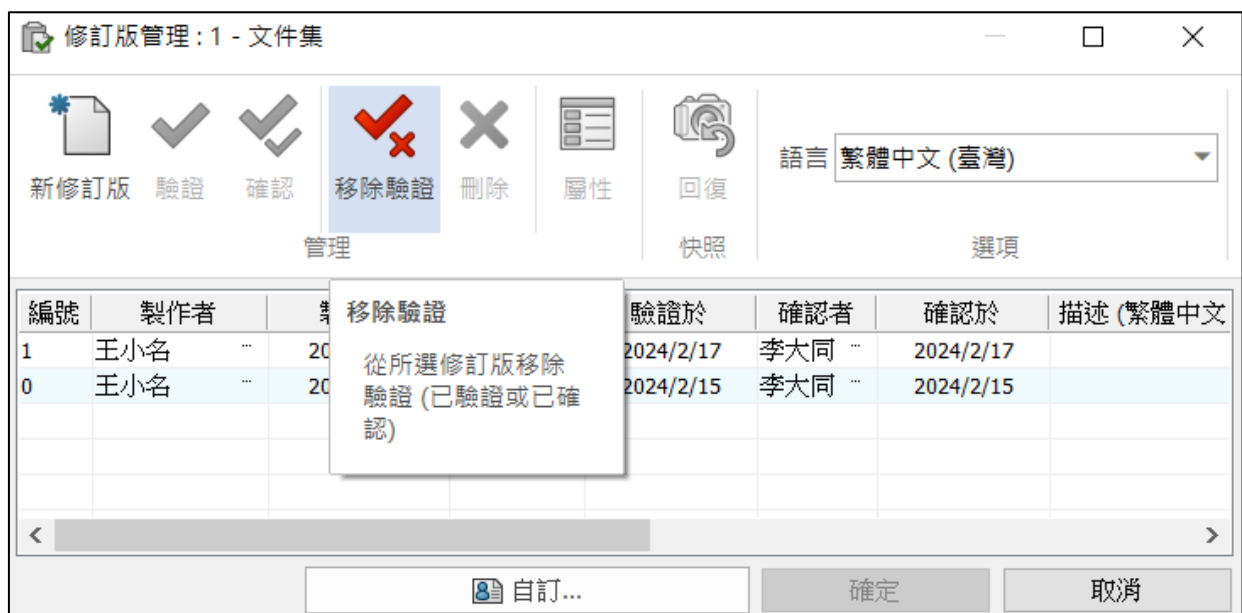 修訂版管理 : 1 - 文件集
新修訂版 驗證 確認 移除驗證 刪除 屬性 回復 語言 繁體中文 (臺灣)
管理 快照 選項
編號 製作者 驗證於 確認者 確認於 描述 (繁體中文
1 王小名 ... 20 2024/2/17 李大同 ... 2024/2/17
0 王小名 ... 20 2024/2/15 李大同 ... 2024/2/15
移除驗證
從所選修訂版移除
驗證 (已驗證或已確
認)
自訂... 確定 取消